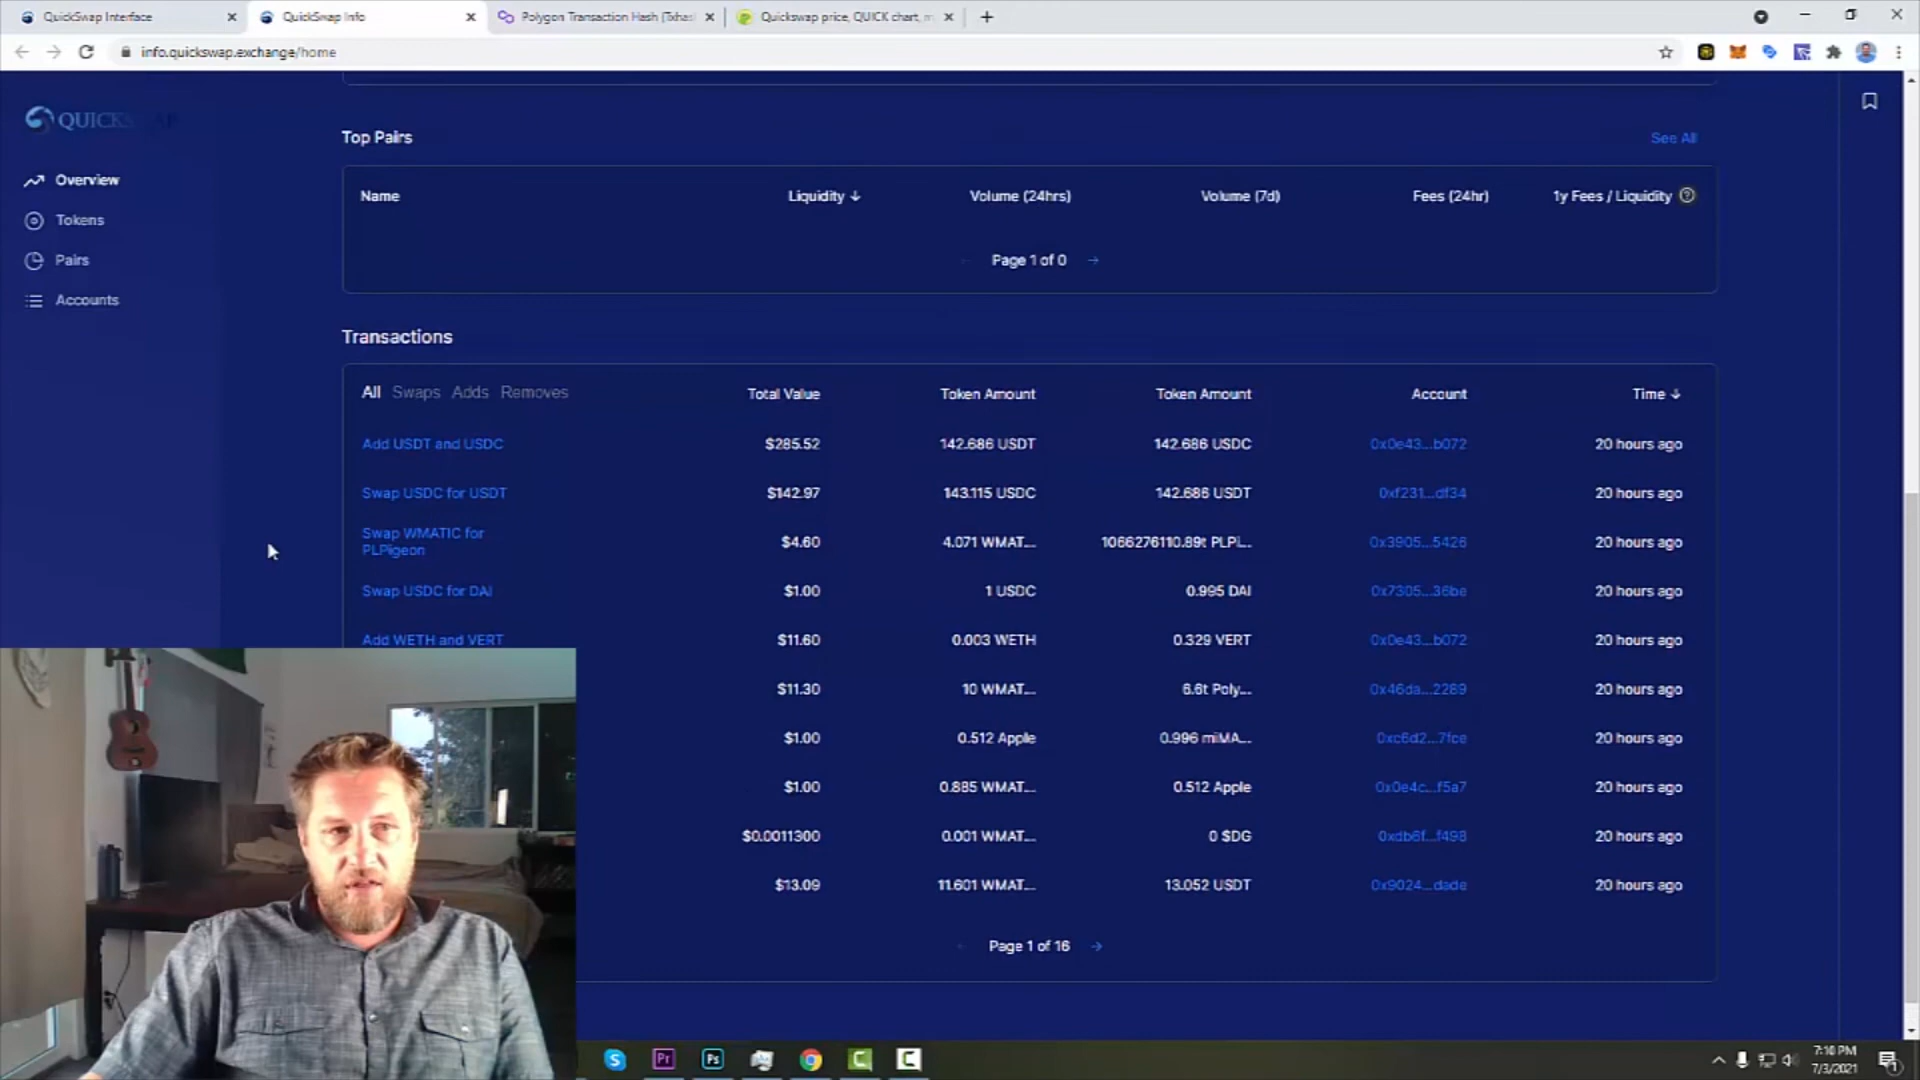 QuickSwap Interface
QuickSwap Info
Polygon Transaction Hash (Txhas
Quickswap price, QUICK chart, m
info.quickswap.exchange/home
QUICKSWAP
Overview
Tokens
Pairs
Accounts
Top Pairs
See All
Name Liquidity ↓ Volume (24hrs) Volume (7d) Fees (24hr) 1y Fees / Liquidity ?
Page 1 of 0 →
Transactions
All Swaps Adds Removes Total Value Token Amount Token Amount Account Time ↓
Add USDT and USDC $285.52 142.686 USDT 142.686 USDC 0x0e43...b072 20 hours ago
Swap USDC for USDT $142.97 143.115 USDC 142.686 USDT 0xf231...df34 20 hours ago
Swap WMATIC for
PLPigeon $4.60 4.071 WMAT... 1066276110.89t PLPi... 0x3905...5426 20 hours ago
Swap USDC for DAI $1.00 1 USDC 0.995 DAI 0x7305...36be 20 hours ago
Add WETH and VERT $11.60 0.003 WETH 0.329 VERT 0x0e43...b072 20 hours ago
$11.30 10 WMAT... 6.6t Poly... 0x46da...2289 20 hours ago
$1.00 0.512 Apple 0.996 miMA... 0xc6d2...7fce 20 hours ago
$1.00 0.885 WMAT... 0.512 Apple 0x0e4c...f5a7 20 hours ago
$0.0011300 0.001 WMAT... 0 $DG 0xdb6f...f498 20 hours ago
$13.09 11.601 WMAT... 13.052 USDT 0x9024...dade 20 hours ago
Page 1 of 16 →
Pr
Ps
7:10 PM
7/3/2021